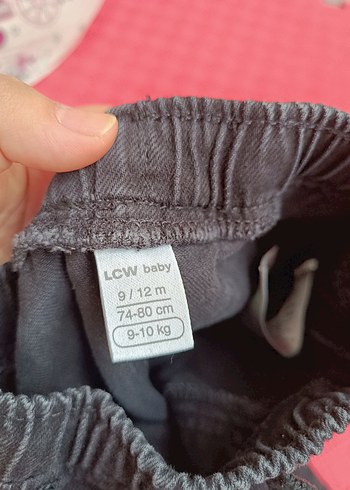 LCW baby
9 / 12 m
74-80 cm
9-10 kg